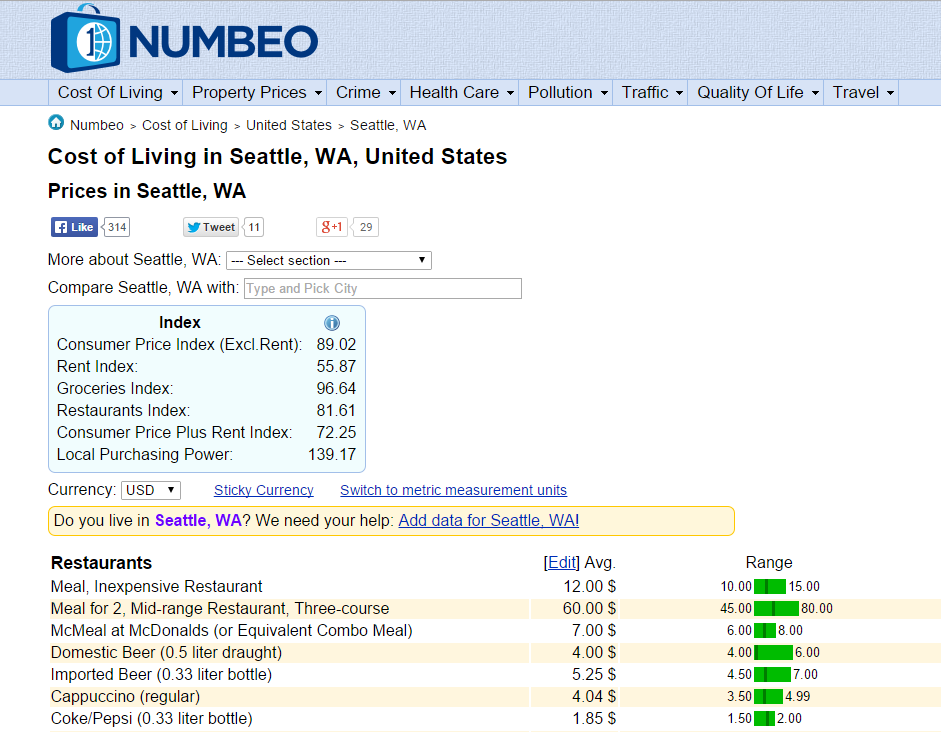 1 NUMBEO
Cost Of Living Property Prices Crime Health Care Pollution Traffic Quality Of Life Travel
Numbeo > Cost of Living > United States > Seattle, WA
Cost of Living in Seattle, WA, United States
Prices in Seattle, WA
Like 314 Tweet 11 g+1 29
More about Seattle, WA: --- Select section ---
Compare Seattle, WA with: Type and Pick City
Index i
Consumer Price Index (Excl.Rent): 89.02
Rent Index: 55.87
Groceries Index: 96.64
Restaurants Index: 81.61
Consumer Price Plus Rent Index: 72.25
Local Purchasing Power: 139.17
Currency: USD Sticky Currency Switch to metric measurement units
Do you live in Seattle, WA? We need your help: Add data for Seattle, WA!
Restaurants [Edit] Avg. Range
Meal, Inexpensive Restaurant 12.00 $ 10.00 15.00
Meal for 2, Mid-range Restaurant, Three-course 60.00 $ 45.00 80.00
McMeal at McDonalds (or Equivalent Combo Meal) 7.00 $ 6.00 8.00
Domestic Beer (0.5 liter draught) 4.00 $ 4.00 6.00
Imported Beer (0.33 liter bottle) 5.25 $ 4.50 7.00
Cappuccino (regular) 4.04 $ 3.50 4.99
Coke/Pepsi (0.33 liter bottle) 1.85 $ 1.50 2.00